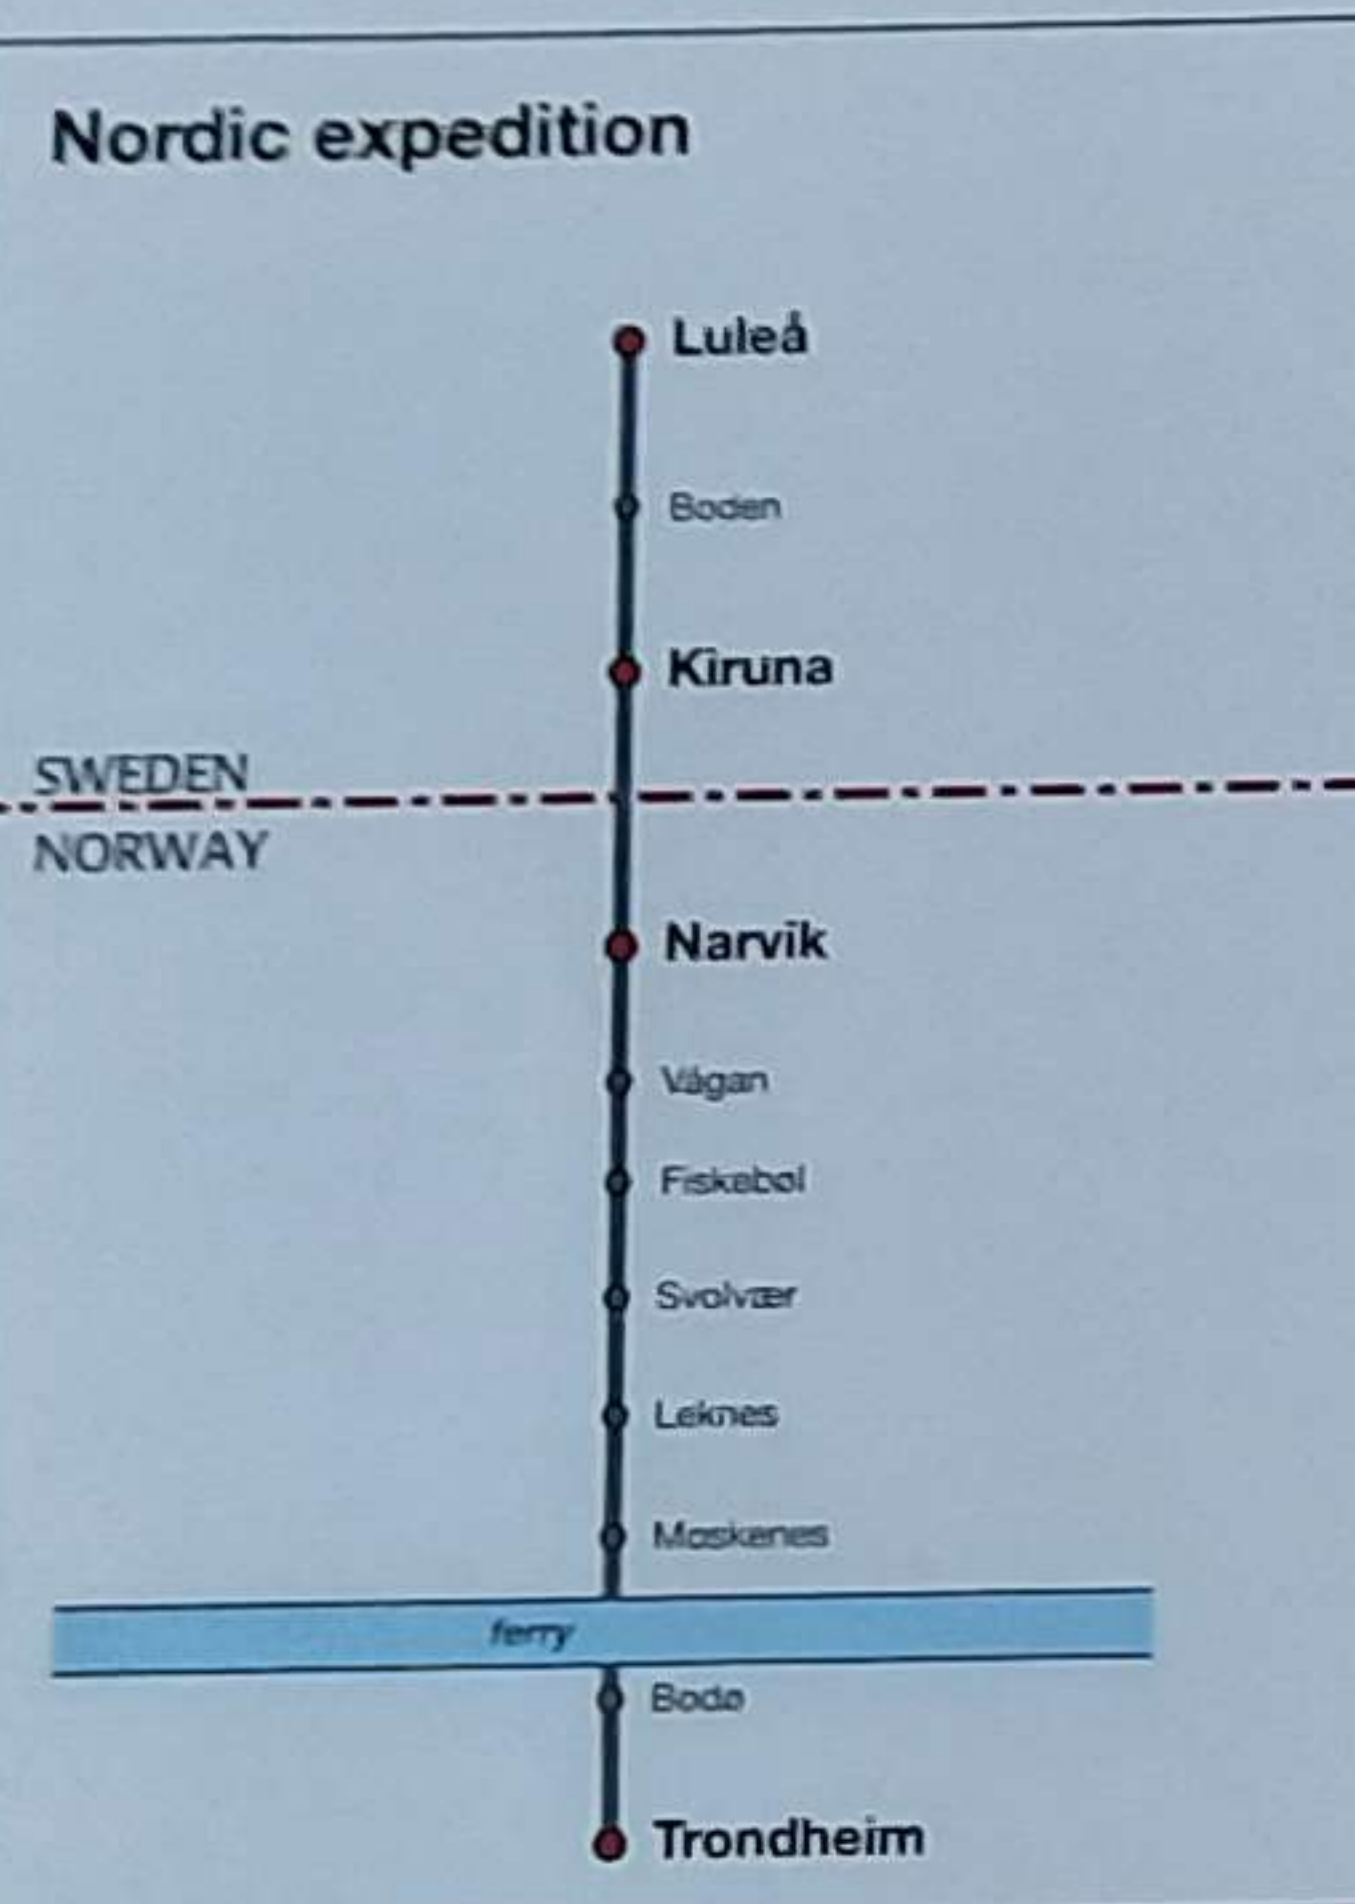 Nordic expedition
Luleå
Boden
Kiruna
SWEDEN
NORWAY
Narvik
Vågan
Fiskebøl
Svolvær
Leknes
Moskenes
ferry
Bodø
Trondheim